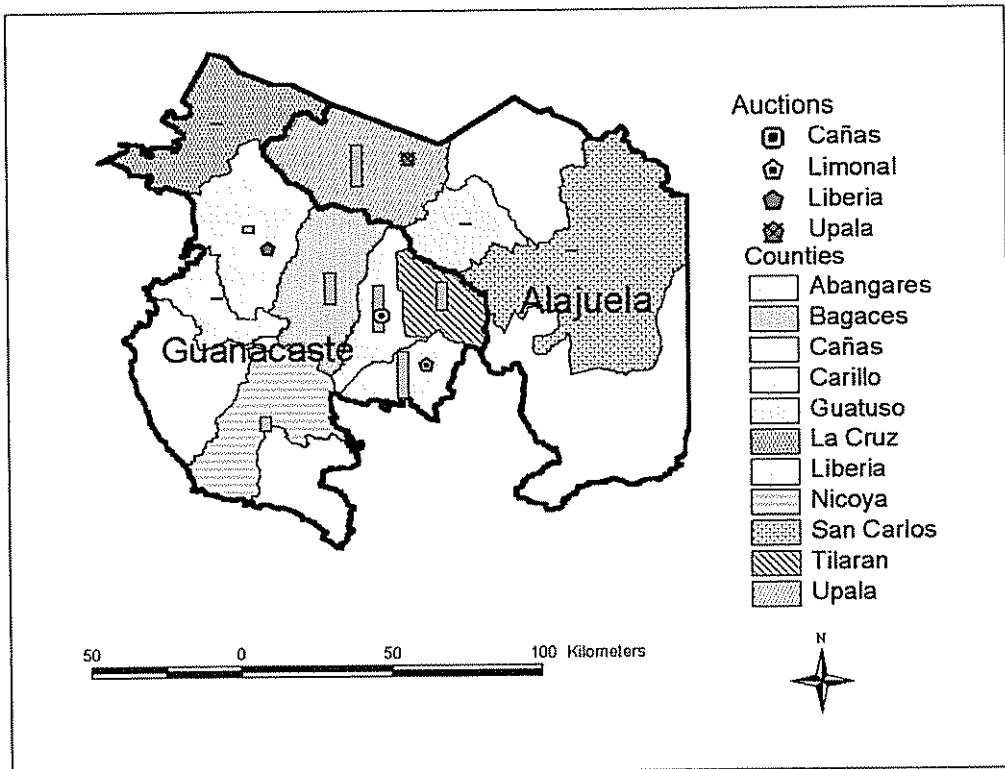 Auctions
Cañas
Limonal
Liberia
Upala
Counties
Abangares
Bagaces
Cañas
Carillo
Guatuso
La Cruz
Liberia
Nicoya
San Carlos
Tilaran
Upala
Alajuela
Guanacaste
50 0 50 100 Kilometers
N